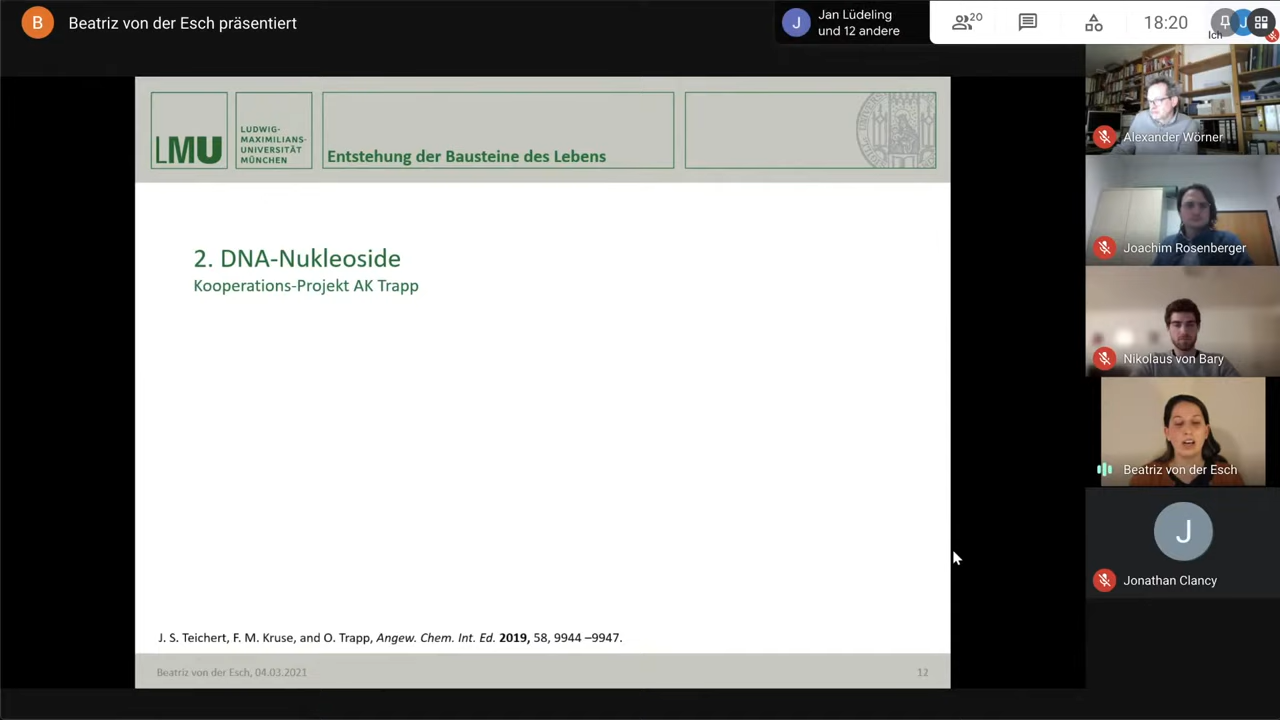 B
Beatriz von der Esch präsentiert
J
Jan Lüdeling
und 12 andere
20
18:20
J
Ich
LMU
LUDWIG-
MAXIMILIANS-
UNIVERSITÄT
MÜNCHEN
Entstehung der Bausteine des Lebens
2. DNA-Nukleoside
Kooperations-Projekt AK Trapp
J. S. Teichert, F. M. Kruse, and O. Trapp, Angew. Chem. Int. Ed. 2019, 58, 9944 –9947.
Beatriz von der Esch, 04.03.2021
12
Alexander Wörner
Joachim Rosenberger
Nikolaus von Bary
Beatriz von der Esch
J
Jonathan Clancy